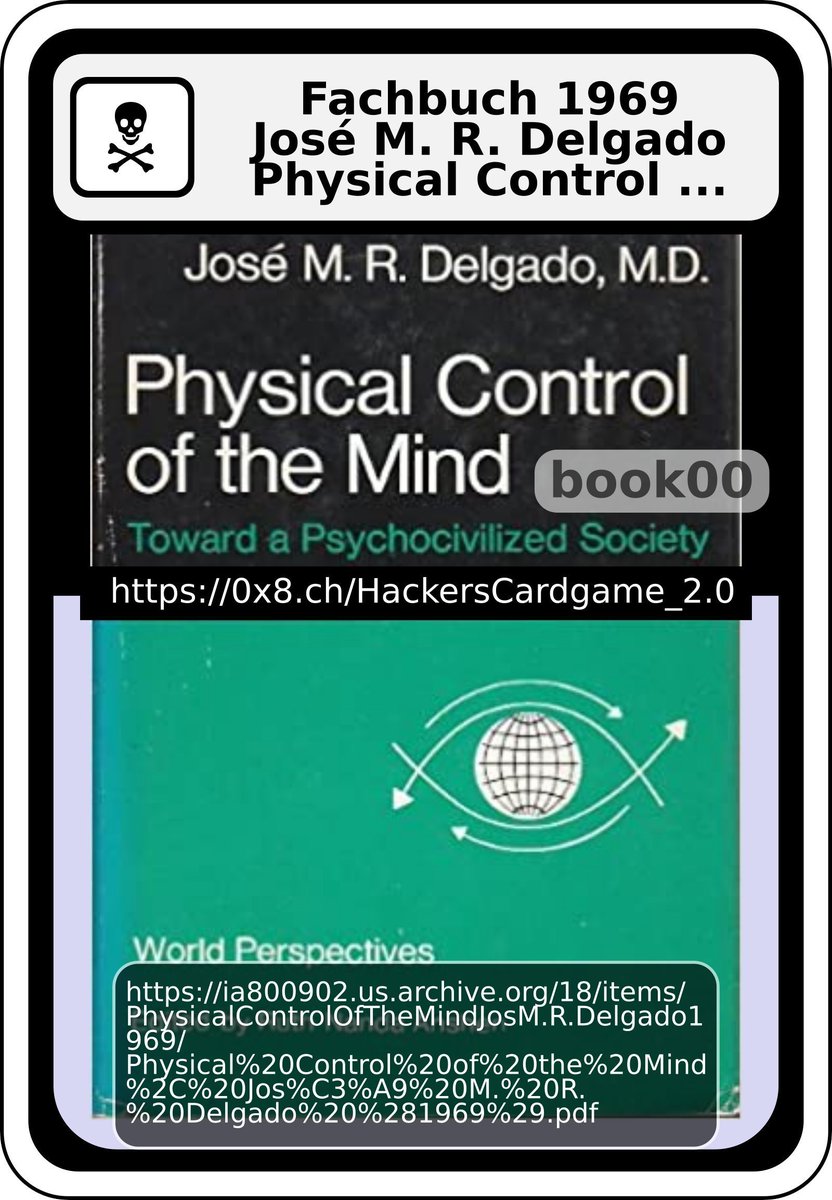 Fachbuch 1969
José M. R. Delgado
Physical Control ...
José M. R. Delgado, M.D.
Physical Control
of the Mind
book00
Toward a Psychocivilized Society
https://0x8.ch/HackersCardgame_2.0
World Perspectives
https://ia800902.us.archive.org/18/items/
PhysicalControlOfTheMindJosM.R.Delgado1
969/
Physical%20Control%20of%20the%20Mind
%2C%20Jos%C3%A9%20M.%20R.
%20Delgado%20%281969%29.pdf